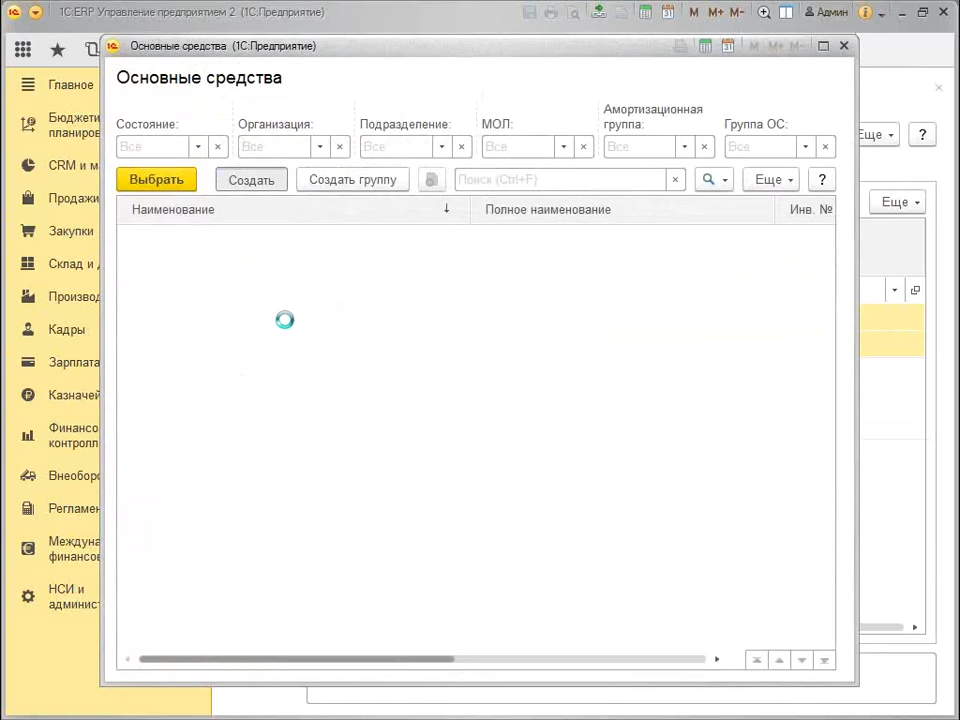 1С:ERP Управление предприятием 2 (1С:Предприятие)
M M+ M- Админ
Основные средства (1С:Предприятие)
M M+ M-
Основные средства
Главное
Состояние:
Организация:
Подразделение:
МОЛ:
Амортизационная
группа:
Группа ОС:
Все
Все
Все
Все
Все
Все
Еще
?
Выбрать
Создать
Создать группу
Поиск (Ctrl+F)
Еще
?
Еще
Наименование
Полное наименование
Инв. №
Бюджети
планиров
CRM и м
Продажи
Закупки
Склад и д
Производ
Кадры
Зарплата
Казначей
Финансо
контролл
Внеоборо
Регламен
Междуна
финансов
НСИ и
админист